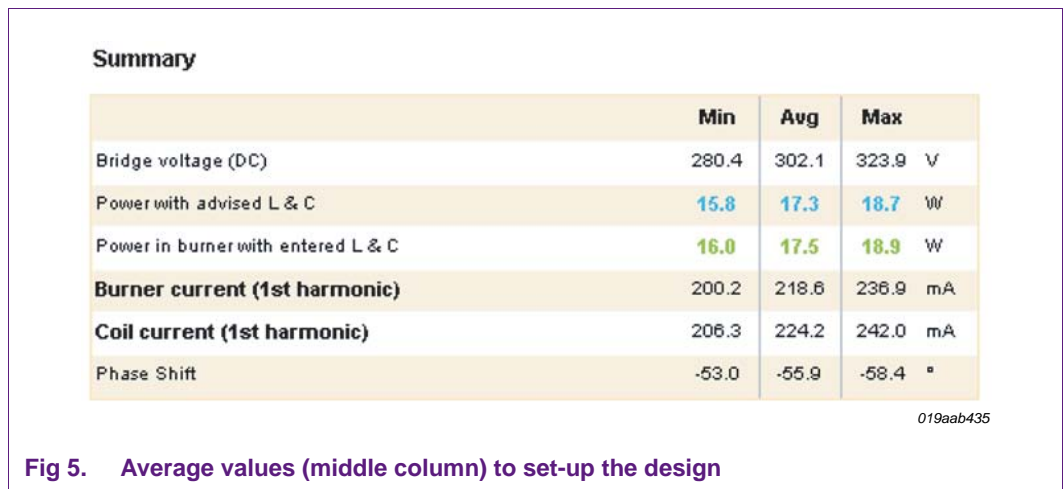 Summary
Min Avg Max
Bridge voltage (DC) 280.4 302.1 323.9 V
Power with advised L & C 15.8 17.3 18.7 W
Power in burner with entered L & C 16.0 17.5 18.9 W
Burner current (1st harmonic) 200.2 218.6 236.9 mA
Coil current (1st harmonic) 206.3 224.2 242.0 mA
Phase Shift -53.0 -55.9 -58.4 °
019aab435
Fig 5. Average values (middle column) to set-up the design